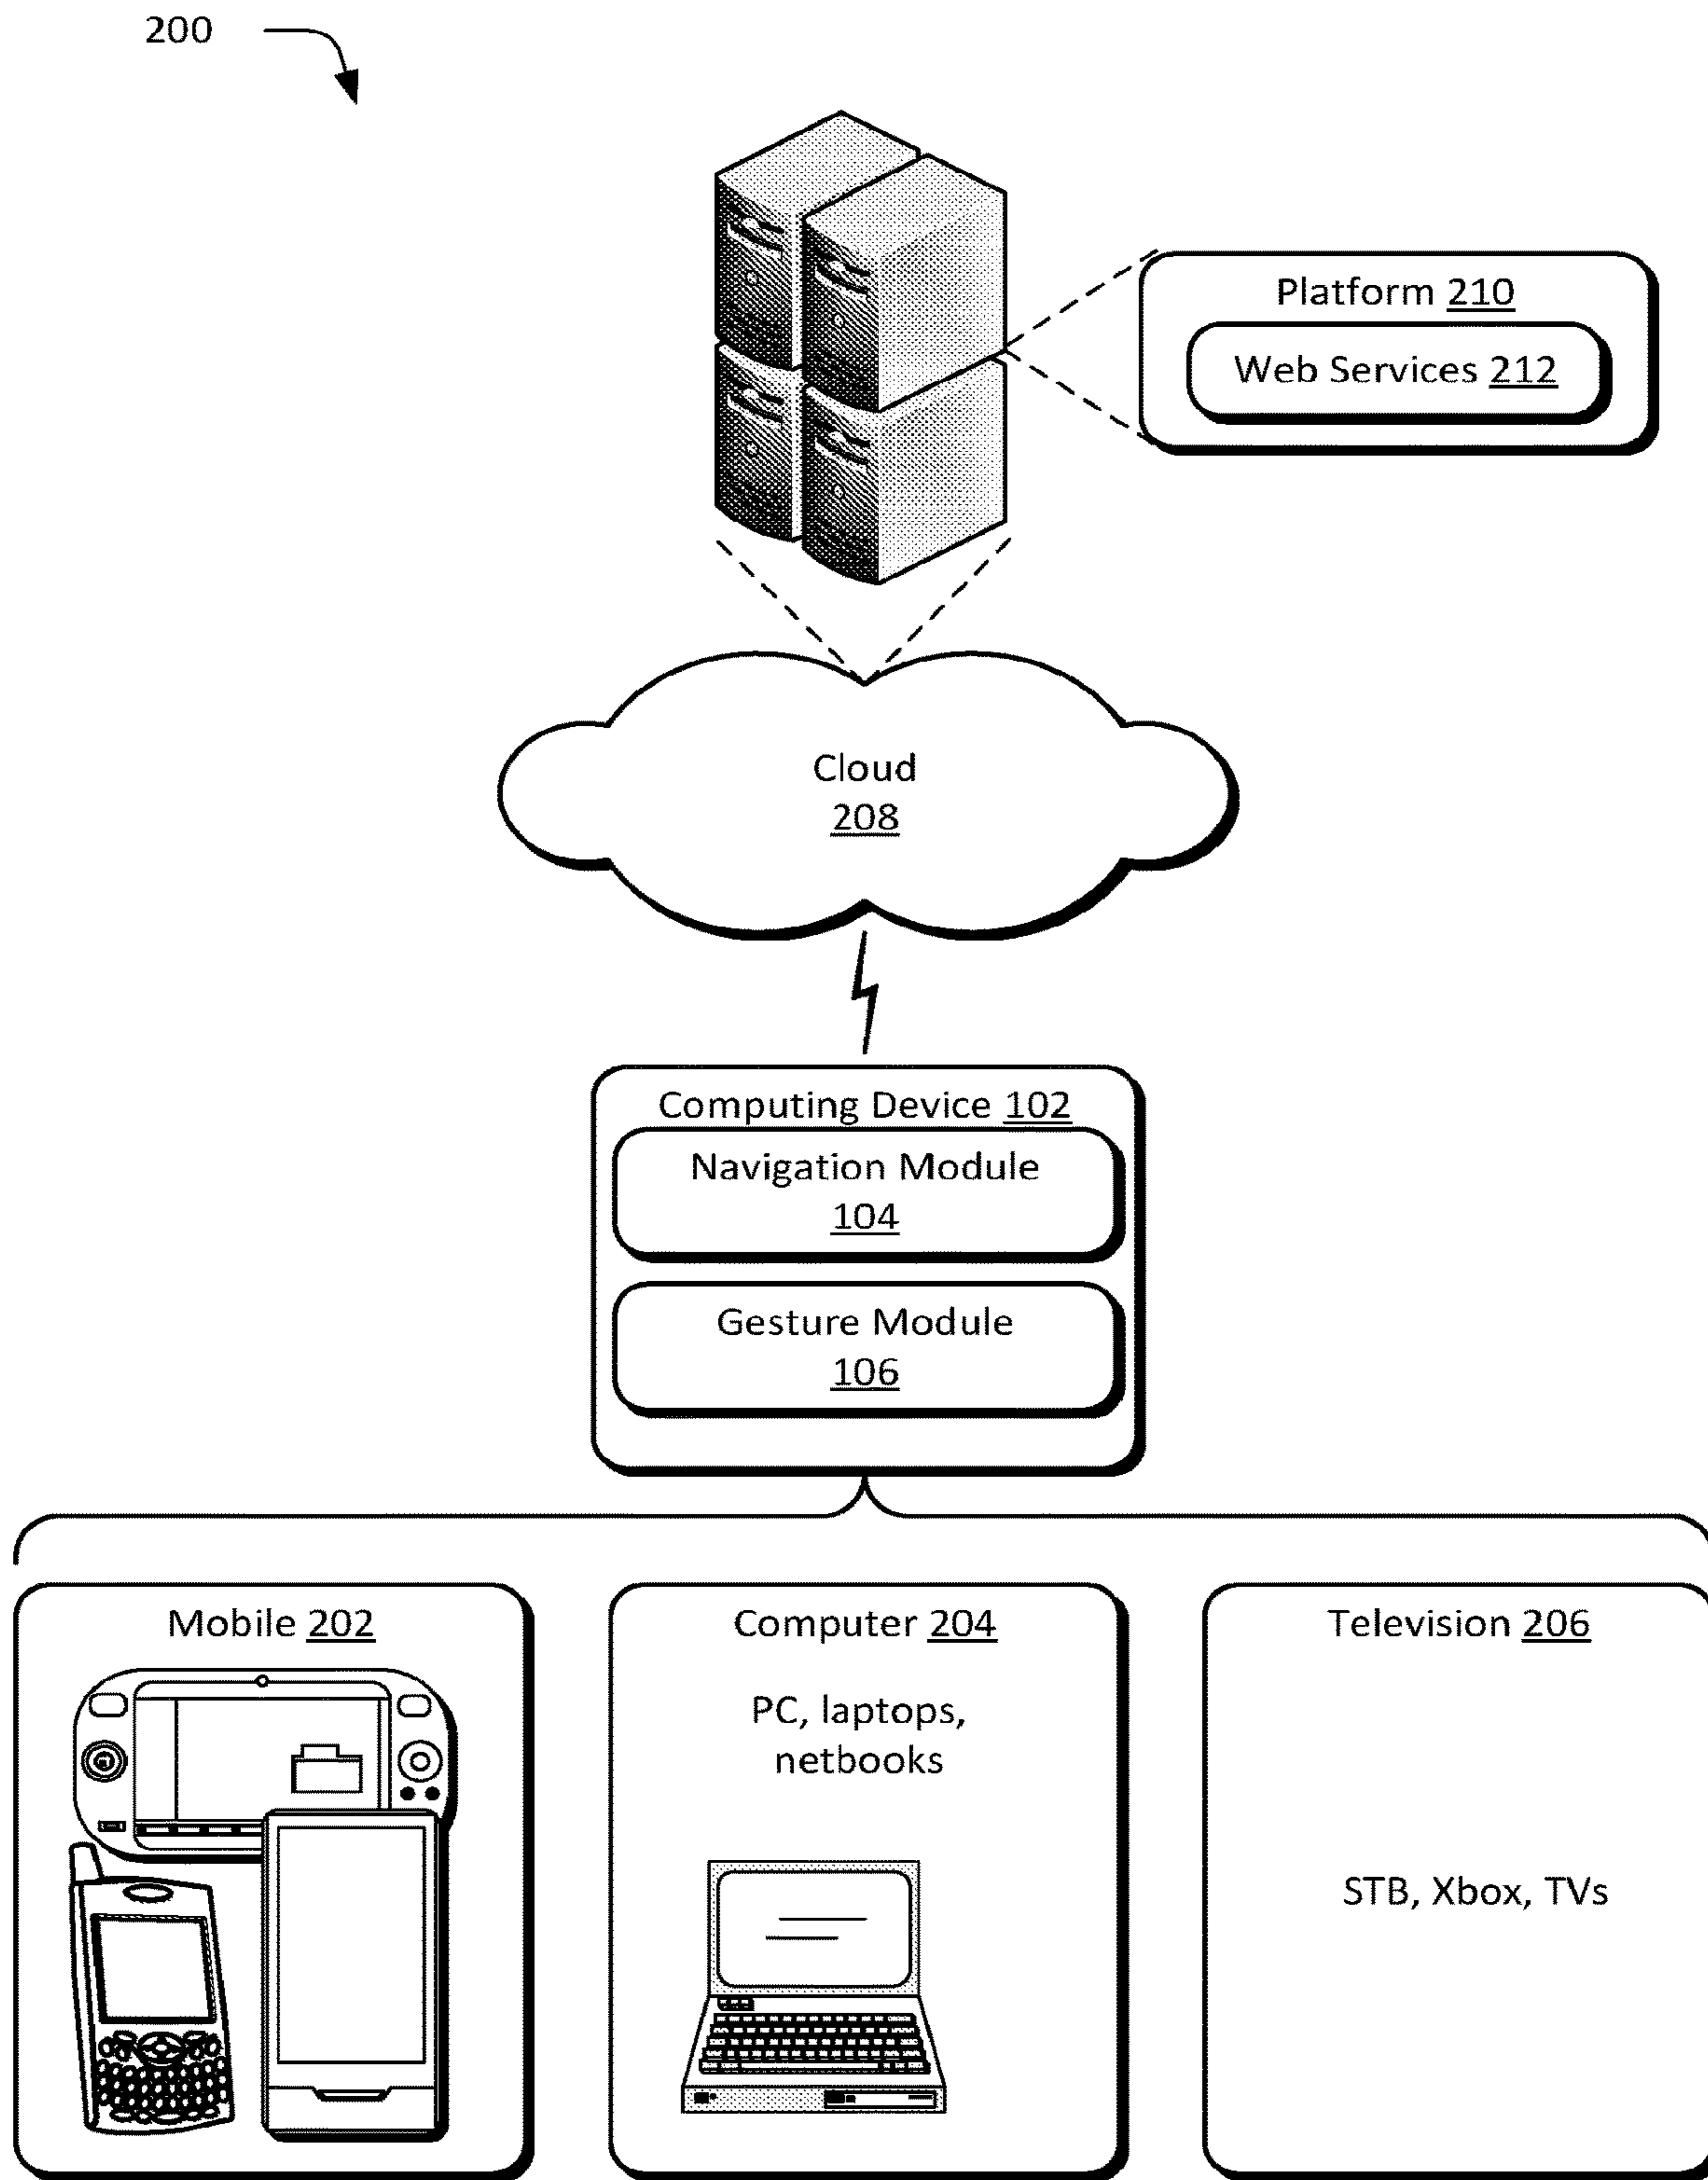 200
Platform 210
Web Services 212
Cloud
208
Computing Device 102
Navigation Module
104
Gesture Module
106
Mobile 202
Computer 204
PC, laptops,
netbooks
Television 206
STB, Xbox, TVs